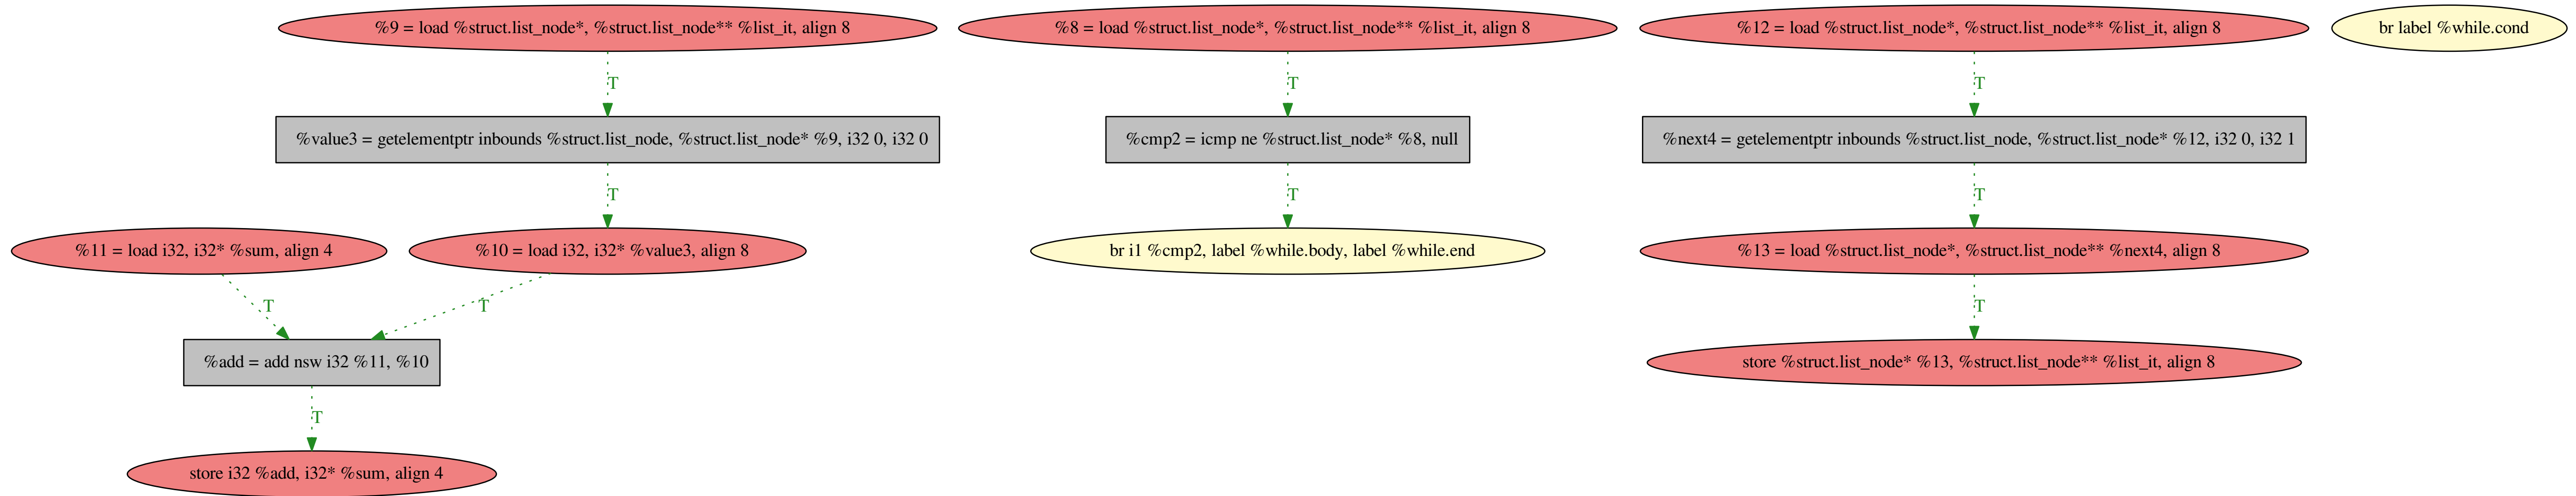 %9 = load %struct.list_node*, %struct.list_node** %list_it, align 8
%8 = load %struct.list_node*, %struct.list_node** %list_it, align 8
%12 = load %struct.list_node*, %struct.list_node** %list_it, align 8
br label %while.cond
T
T
T
%value3 = getelementptr inbounds %struct.list_node, %struct.list_node* %9, i32 0, i32 0
%cmp2 = icmp ne %struct.list_node* %8, null
%next4 = getelementptr inbounds %struct.list_node, %struct.list_node* %12, i32 0, i32 1
T
T
T
%11 = load i32, i32* %sum, align 4
%10 = load i32, i32* %value3, align 8
br i1 %cmp2, label %while.body, label %while.end
%13 = load %struct.list_node*, %struct.list_node** %next4, align 8
T
T
T
%add = add nsw i32 %11, %10
store %struct.list_node* %13, %struct.list_node** %list_it, align 8
T
store i32 %add, i32* %sum, align 4